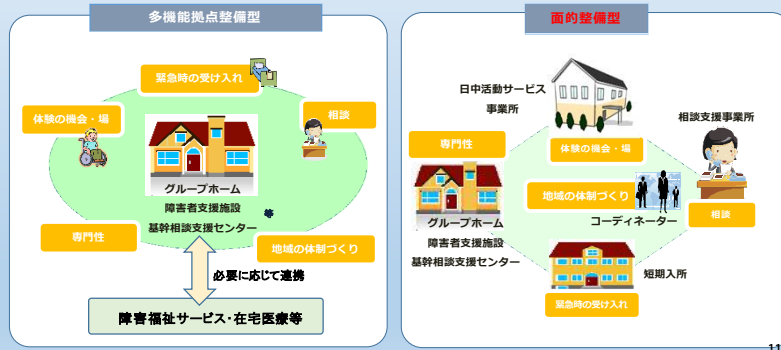 多機能拠点整備型
緊急時の受け入れ
体験の機会・場
相談
グループホーム
障害者支援施設
等
基幹相談支援センター
専門性
地域の体制づくり
必要に応じて連携
障害福祉サービス・在宅医療等
面的整備型
日中活動サービス
事業所
相談支援事業所
専門性
体験の機会・場
地域の体制づくり
コーディネーター
相談
グループホーム
障害者支援施設
基幹相談支援センター
短期入所
緊急時の受け入れ
11